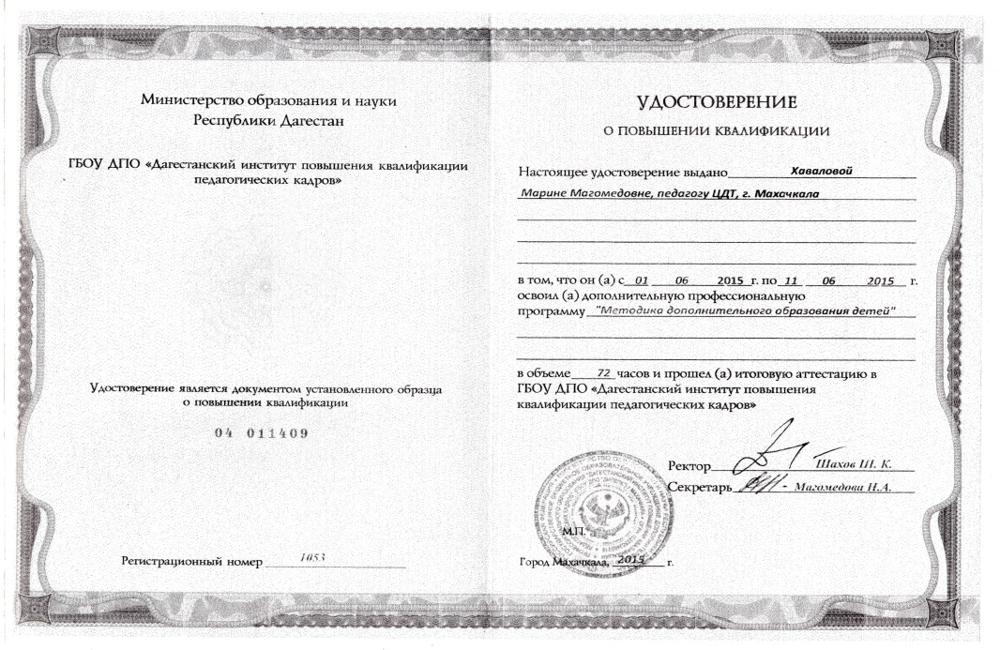 Министерство образования и науки
Республики Дагестан
ГБОУ ДПО «Дагестанский институт повышения квалификации
педагогических кадров»
Удостоверение является документом установленного образца
о повышении квалификации
04 011409
Регистрационный номер 1053
УДОСТОВЕРЕНИЕ
О ПОВЫШЕНИИ КВАЛИФИКАЦИИ
Настоящее удостоверение выдано Хаваловой
Марине Магомедовне, педагогу ЦДТ, г. Махачкала
в том, что он (а) с 01 06 2015 г. по 11 06 2015 г.
освоил (а) дополнительную профессиональную
программу "Методика дополнительного образования детей"
в объеме 72 часов и прошел (а) итоговую аттестацию в
ГБОУ ДПО «Дагестанский институт повышения
квалификации педагогических кадров»
Ректор Шахов Ш. К.
Секретарь - Магомедова Н.А.
М.П.
Город Махачкала, 2015 г.